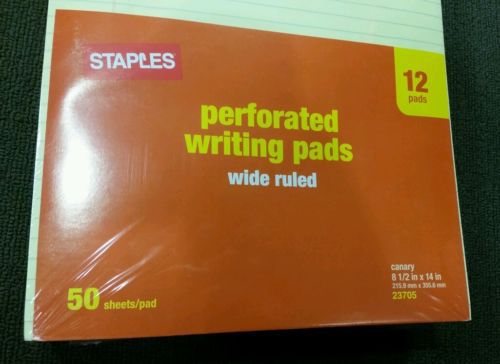 STAPLES
12
pads
perforated
writing pads
wide ruled
canary
8 1/2 in x 14 in
215.9 mm x 355.6 mm
23705
50 sheets/pad